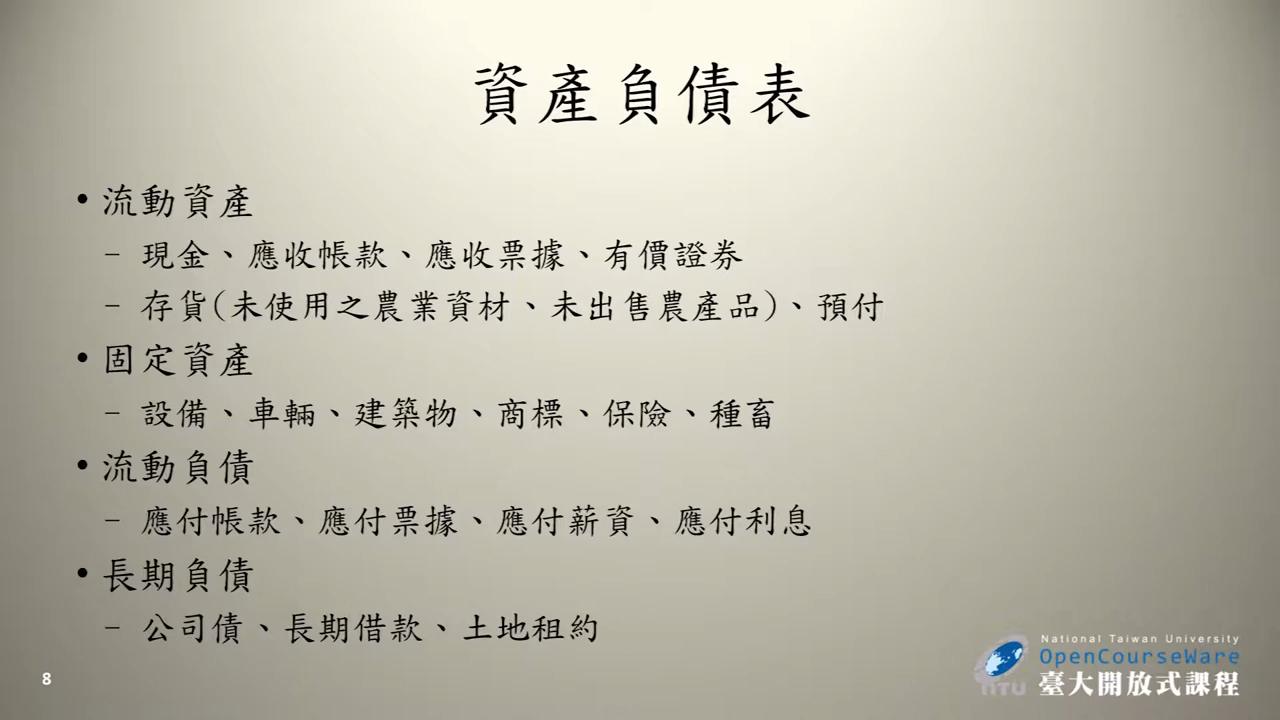 資產負債表
• 流動資產
– 現金、應收帳款、應收票據、有價證券
– 存貨(未使用之農業資材、未出售農產品)、預付
• 固定資產
– 設備、車輛、建築物、商標、保險、種畜
• 流動負債
– 應付帳款、應付票據、應付薪資、應付利息
• 長期負債
– 公司債、長期借款、土地租約
8
National Taiwan University
OpenCourseWare
NTU 臺大開放式課程